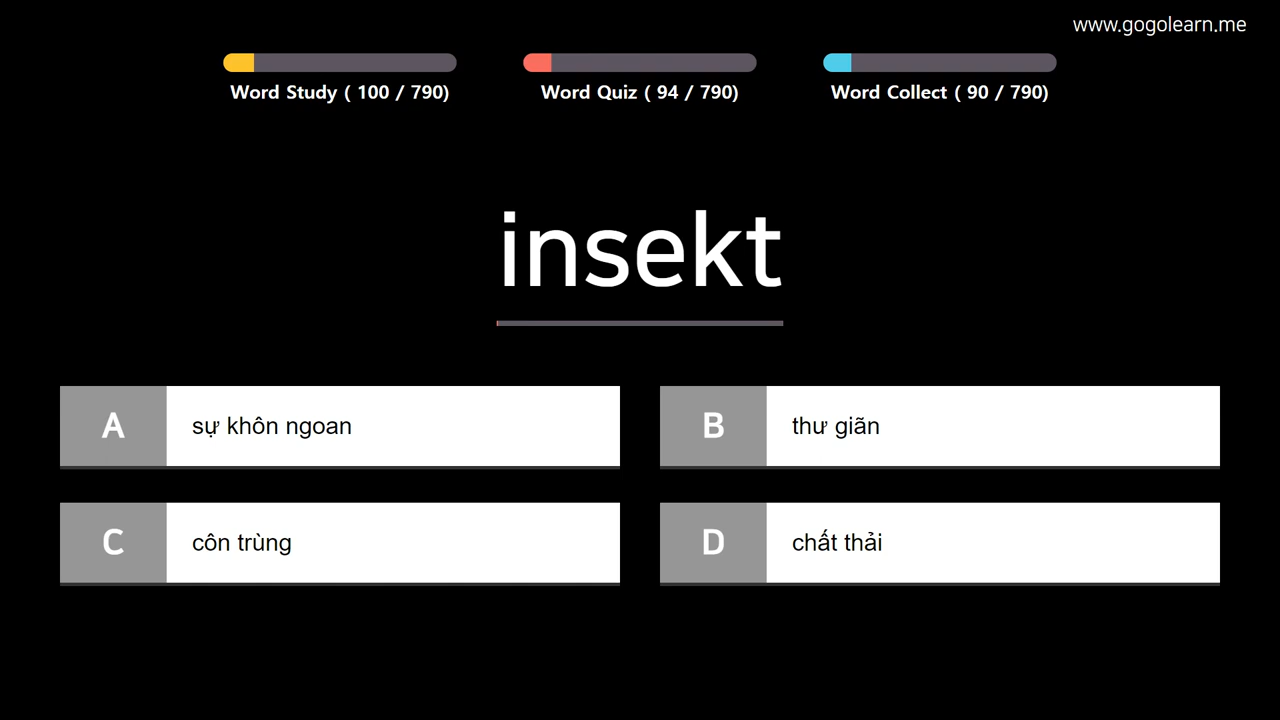 www.gogolearn.me
Word Study ( 100 / 790)
Word Quiz ( 94 / 790)
Word Collect ( 90 / 790)
insekt
A
sự khôn ngoan
B
thư giãn
C
côn trùng
D
chất thải